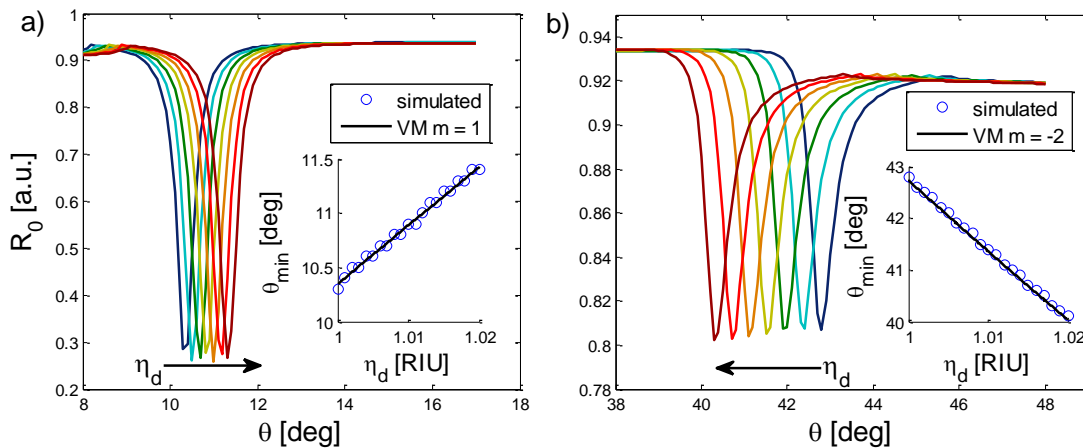 a)
R0 [a.u.]
1
0.9
0.8
0.7
0.6
0.5
0.4
0.3
0.2
8 10 12 14 16 18
θ [deg]
simulated
VM m = 1
θmin [deg]
11.5
11
10.5
10
1 1.01 1.02
ηd [RIU]
ηd
b)
0.94
0.92
0.9
0.88
0.86
0.84
0.82
0.8
0.78
38 40 42 44 46 48
θ [deg]
simulated
VM m = -2
θmin [deg]
43
42
41
40
1 1.01 1.02
ηd [RIU]
ηd